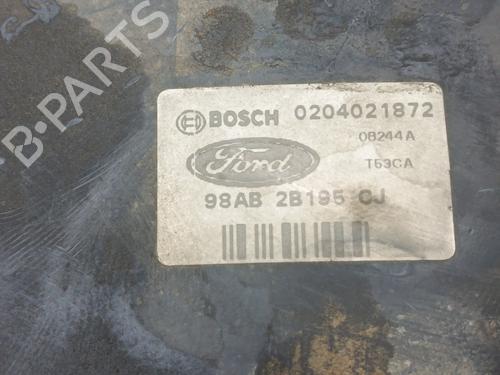 BOSCH 0204021872
08244A
Ford
T53CA
98AB 2B195 CJ
B-PARTS